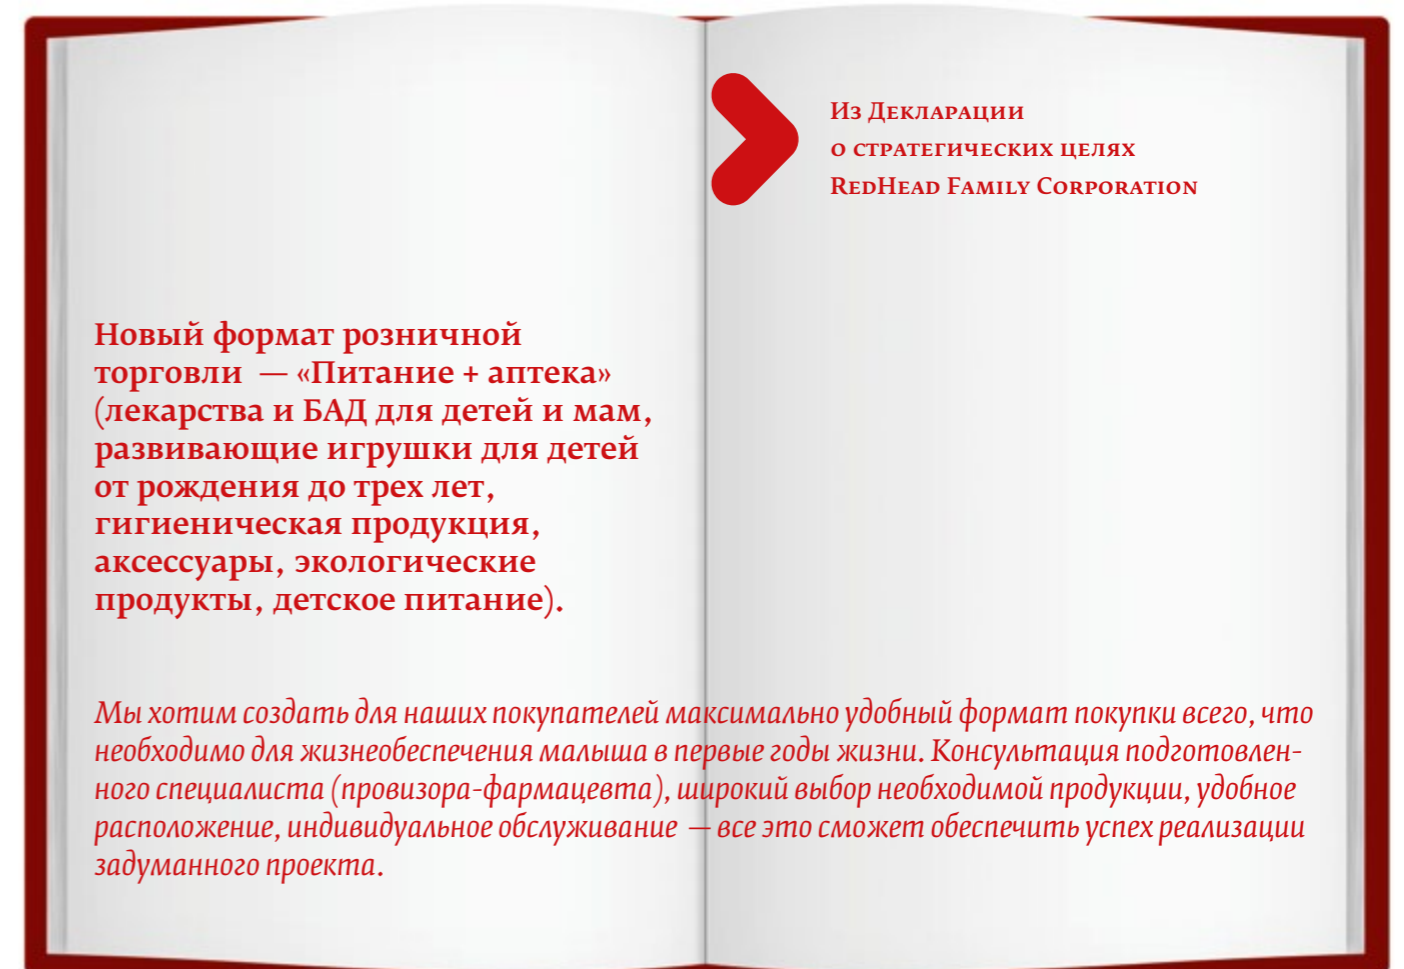 Из Декларации
о стратегических целях
RedHead Family Corporation
Новый формат розничной
торговли — «Питание + аптека»
(лекарства и БАД для детей и мам,
развивающие игрушки для детей
от рождения до трех лет,
гигиеническая продукция,
аксессуары, экологические
продукты, детское питание).
Мы хотим создать для наших покупателей максимально удобный формат покупки всего, что
необходимо для жизнеобеспечения малыша в первые годы жизни. Консультация подготовлен-
ного специалиста (провизора-фармацевта), широкий выбор необходимой продукции, удобное
расположение, индивидуальное обслуживание — все это сможет обеспечить успех реализации
задуманного проекта.